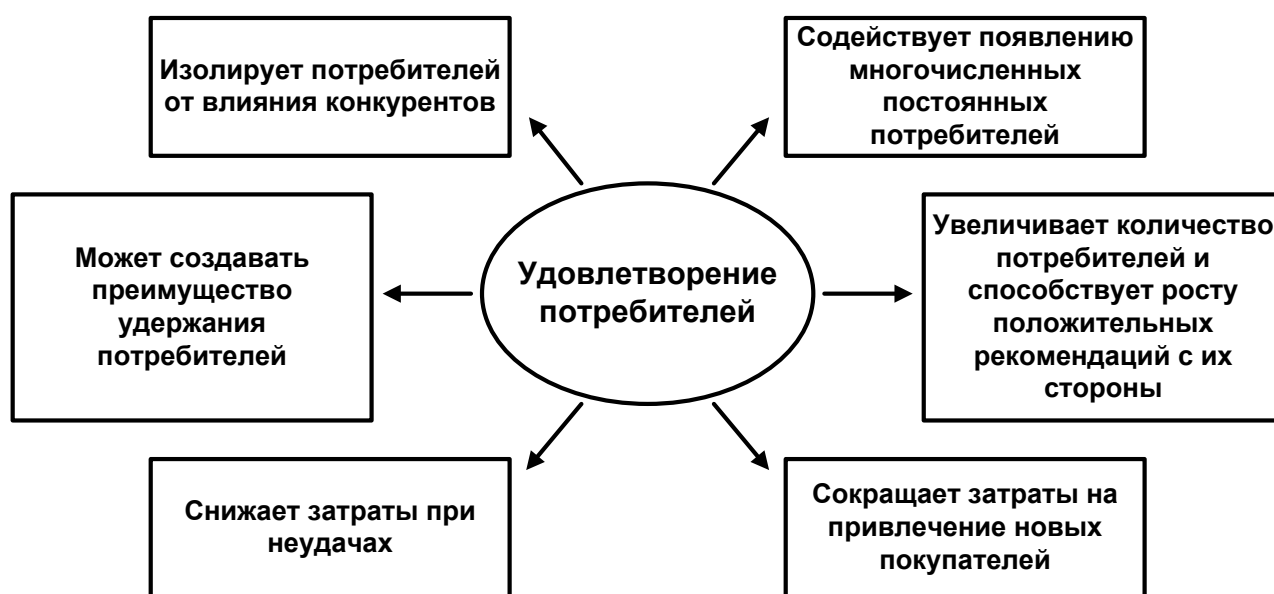 Изолирует потребителей
от влияния конкурентов
Содействует появлению
многочисленных
постоянных
потребителей
Может создавать
преимущество
удержания
потребителей
Удовлетворение
потребителей
Увеличивает количество
потребителей и
способствует росту
положительных
рекомендаций с их
стороны
Снижает затраты при
неудачах
Сокращает затраты на
привлечение новых
покупателей